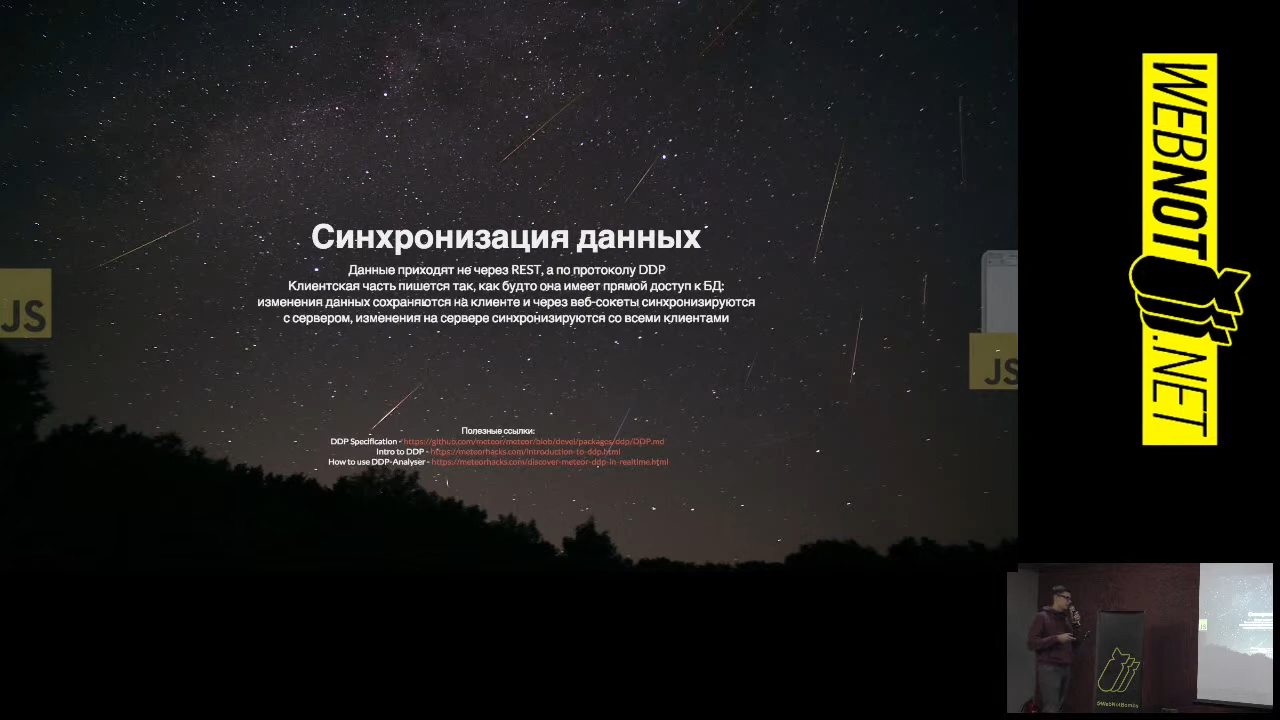 Синхронизация данных
Данные приходят не через REST, а по протоколу DDP
Клиентская часть пишется так, как будто она имеет прямой доступ к БД:
изменения данных сохраняются на клиенте и через веб-сокеты синхронизируются
с сервером, изменения на сервере синхронизируются со всеми клиентами
Полезные ссылки:
DDP Specification - https://github.com/meteor/meteor/blob/devel/packages/ddp/DDP.md
Intro to DDP - https://meteorhacks.com/introduction-to-ddp.html
How to use DDP-Analyser - https://meteorhacks.com/discover-meteor-ddp-in-realtime.html
JS
JS
WEBNOT
.NET
@WebNotBombs